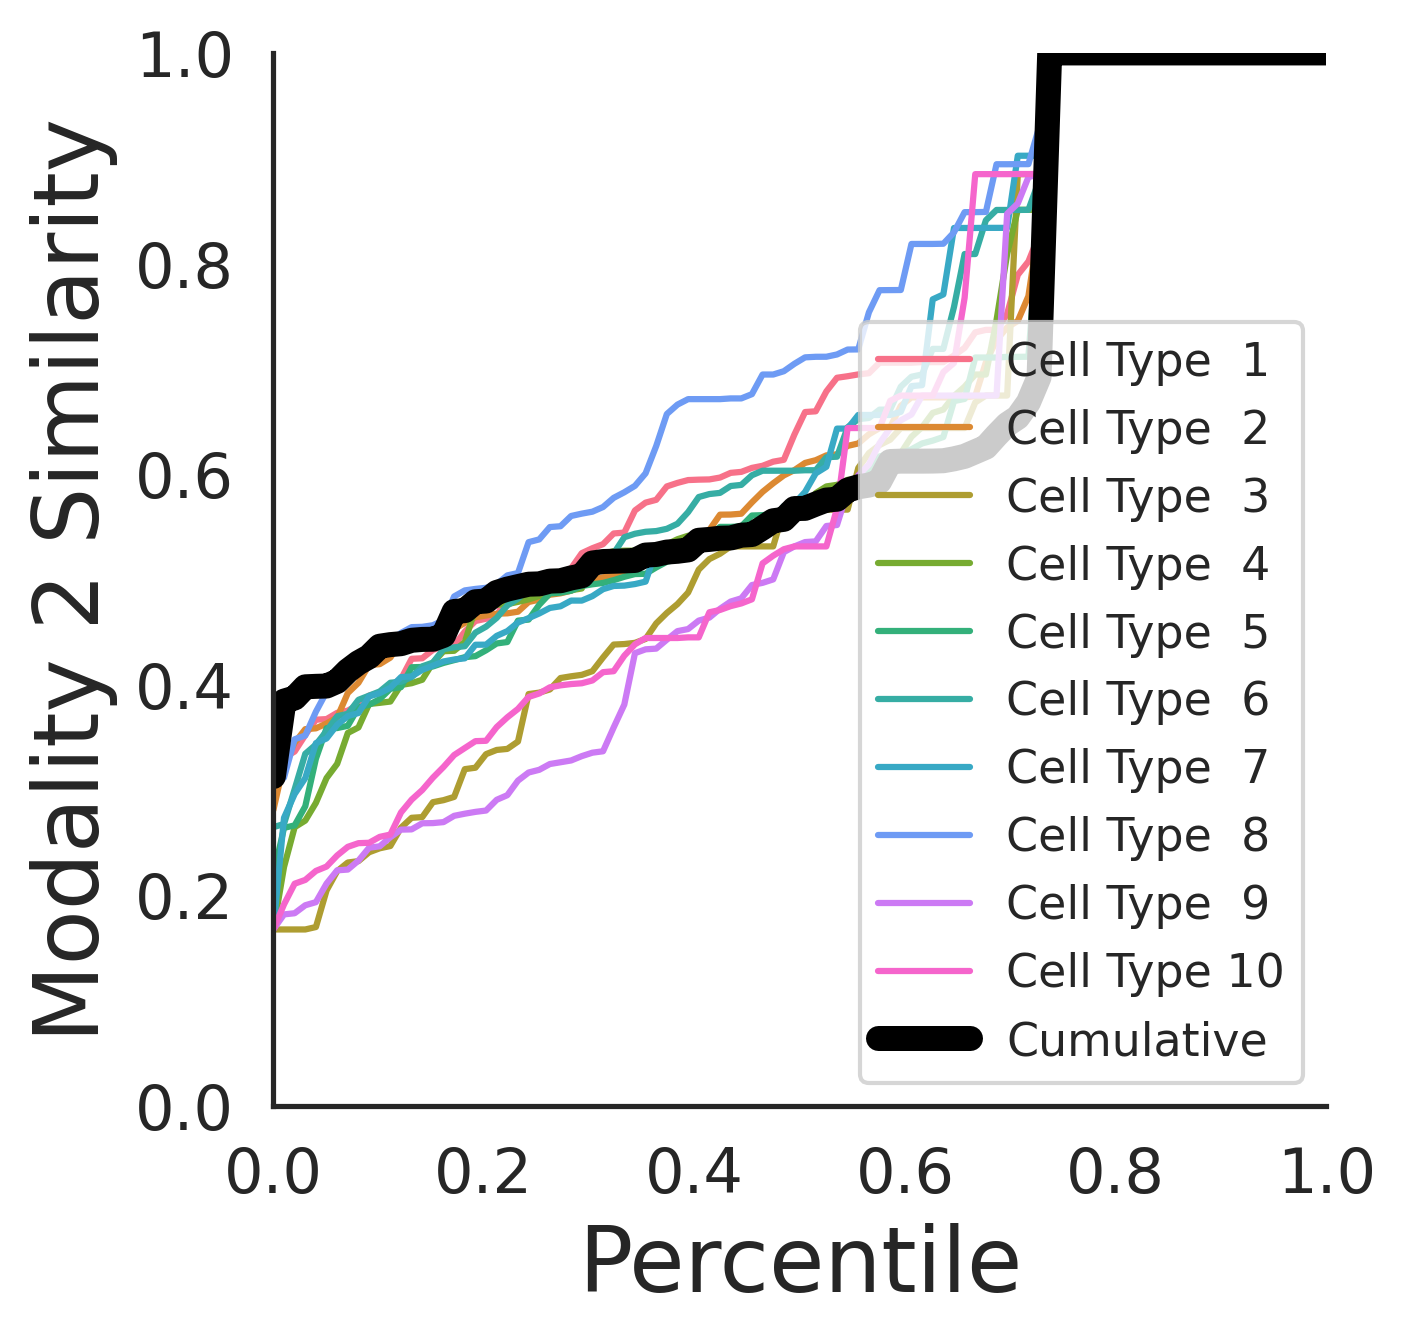 Modality 2 Similarity
1.0
0.8
0.6
0.4
0.2
0.0
0.0 0.2 0.4 0.6 0.8 1.0
Percentile
Cell Type 1
Cell Type 2
Cell Type 3
Cell Type 4
Cell Type 5
Cell Type 6
Cell Type 7
Cell Type 8
Cell Type 9
Cell Type 10
Cumulative